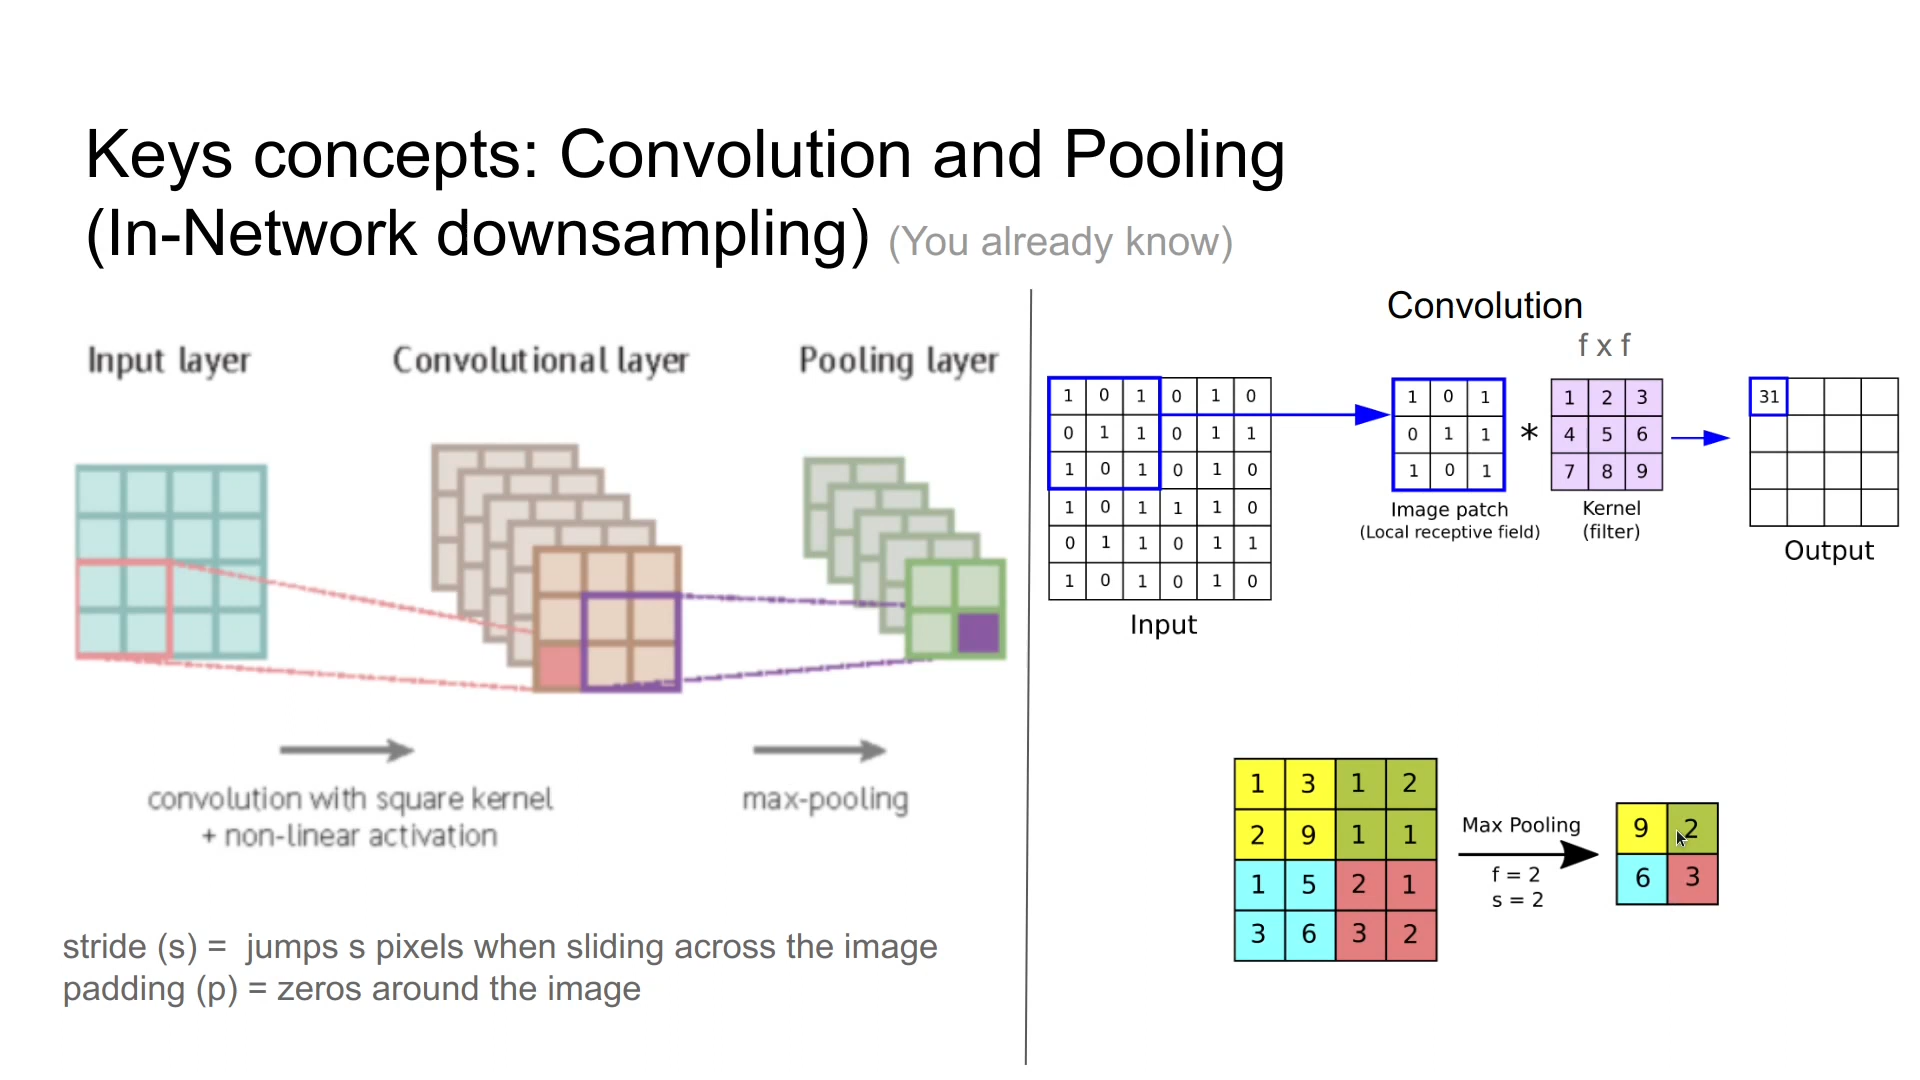 Keys concepts: Convolution and Pooling
(In-Network downsampling) (You already know)
Input layer
Convolutional layer
Pooling layer
convolution with square kernel
+ non-linear activation
max-pooling
stride (s) = jumps s pixels when sliding across the image
padding (p) = zeros around the image
Convolution
f x f
1 0 1 0 1 0
0 1 1 0 1 1
1 0 1 0 1 0
1 0 1 1 1 0
0 1 1 0 1 1
1 0 1 0 1 0
Input
1 0 1
0 1 1
1 0 1
Image patch
(Local receptive field)
*
1 2 3
4 5 6
7 8 9
Kernel
(filter)
31
Output
1 3 1 2
2 9 1 1
1 5 2 1
3 6 3 2
Max Pooling
f = 2
s = 2
9 2
6 3